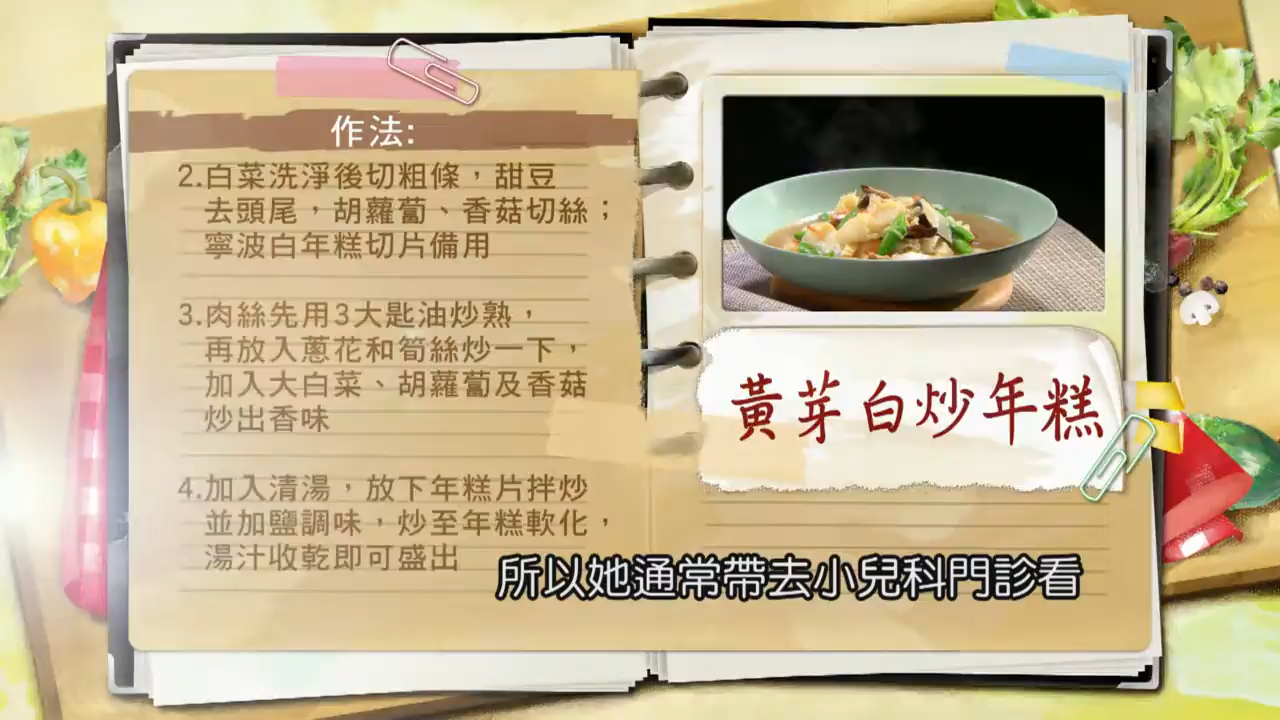 作法:
2.白菜洗淨後切粗條，甜豆
去頭尾，胡蘿蔔、香菇切絲；
寧波白年糕切片備用
3.肉絲先用3大匙油炒熟，
再放入蔥花和筍絲炒一下，
加入大白菜、胡蘿蔔及香菇
炒出香味
4.加入清湯，放下年糕片拌炒
並加鹽調味，炒至年糕軟化，
湯汁收乾即可盛出
黃芽白炒年糕
所以她通常帶去小兒科門診看